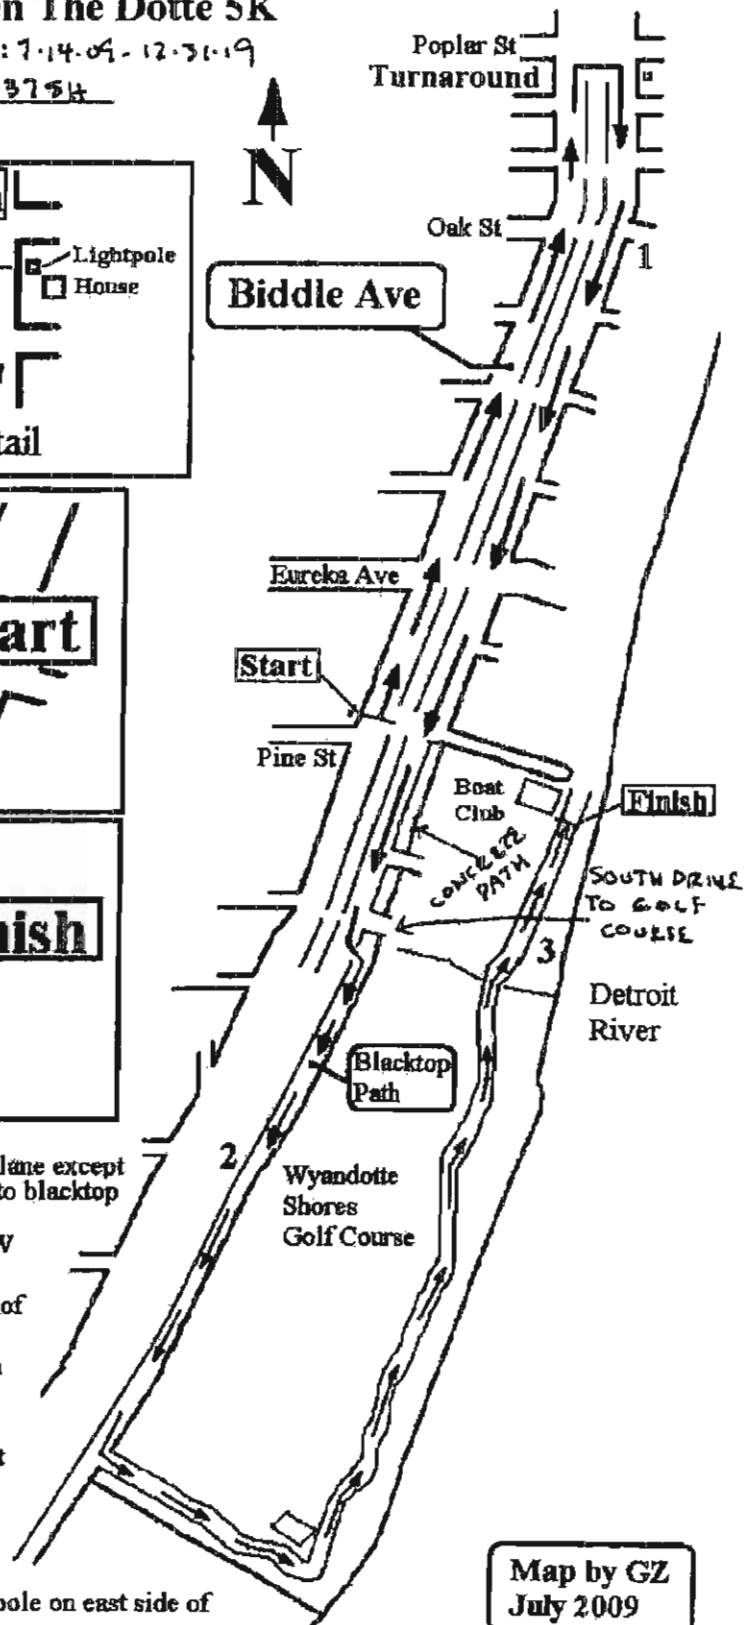 n The Dotte 5K
: 7.14.09 - 12.31.19
Poplar St
Turnaround
N
Oak St
1
Lightpole
House
Biddle Ave
tail
Eureka Ave
art
Start
Pine St
Boat
Club
Finish
CONCRETE
PATH
SOUTH DRIVE
TO GOLF
COURSE
nish
3
Detroit
River
Blacktop
Path
2
lane except
to blacktop
Wyandotte
Shores
Golf Course
of
t
pole on east side of
Map by GZ
July 2009